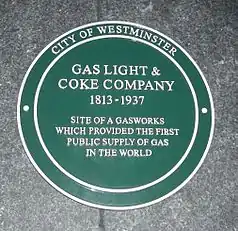 CITY OF WESTMINSTER
GAS LIGHT &
COKE COMPANY
1813-1937
SITE OF A GASWORKS
WHICH PROVIDED THE FIRST
PUBLIC SUPPLY OF GAS
IN THE WORLD